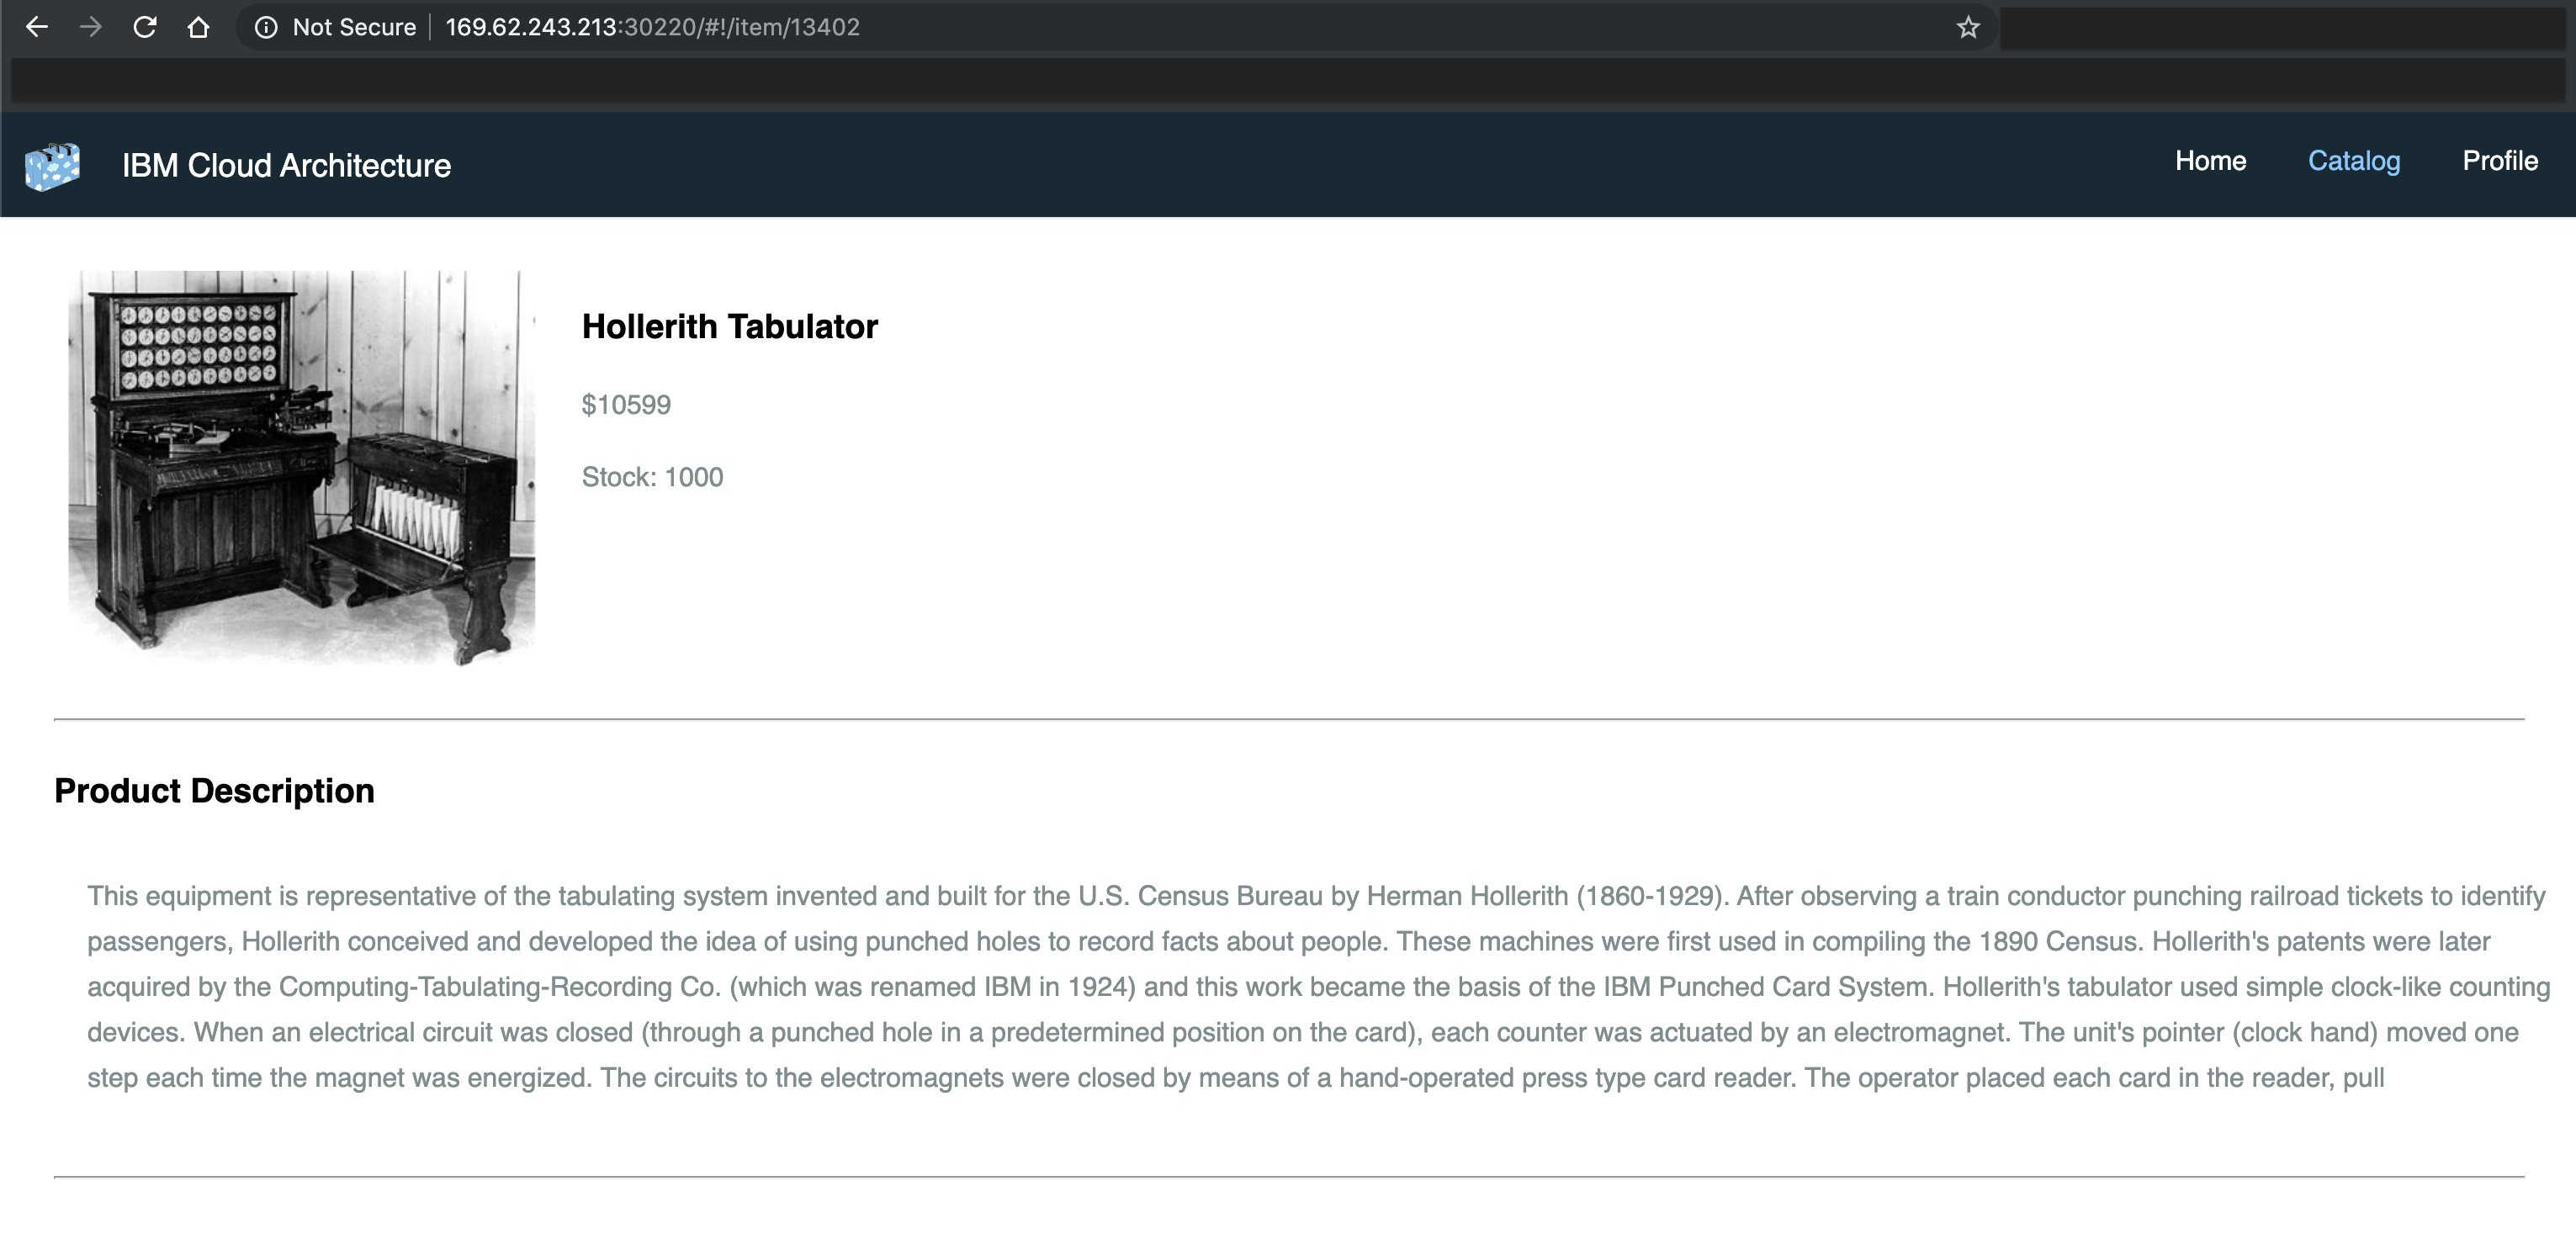 Not Secure | 169.62.243.213:30220/#!/item/13402
IBM Cloud Architecture
Home Catalog Profile
Hollerith Tabulator
$10599
Stock: 1000
Product Description
This equipment is representative of the tabulating system invented and built for the U.S. Census Bureau by Herman Hollerith (1860-1929). After observing a train conductor punching railroad tickets to identify
passengers, Hollerith conceived and developed the idea of using punched holes to record facts about people. These machines were first used in compiling the 1890 Census. Hollerith's patents were later
acquired by the Computing-Tabulating-Recording Co. (which was renamed IBM in 1924) and this work became the basis of the IBM Punched Card System. Hollerith's tabulator used simple clock-like counting
devices. When an electrical circuit was closed (through a punched hole in a predetermined position on the card), each counter was actuated by an electromagnet. The unit's pointer (clock hand) moved one
step each time the magnet was energized. The circuits to the electromagnets were closed by means of a hand-operated press type card reader. The operator placed each card in the reader, pull